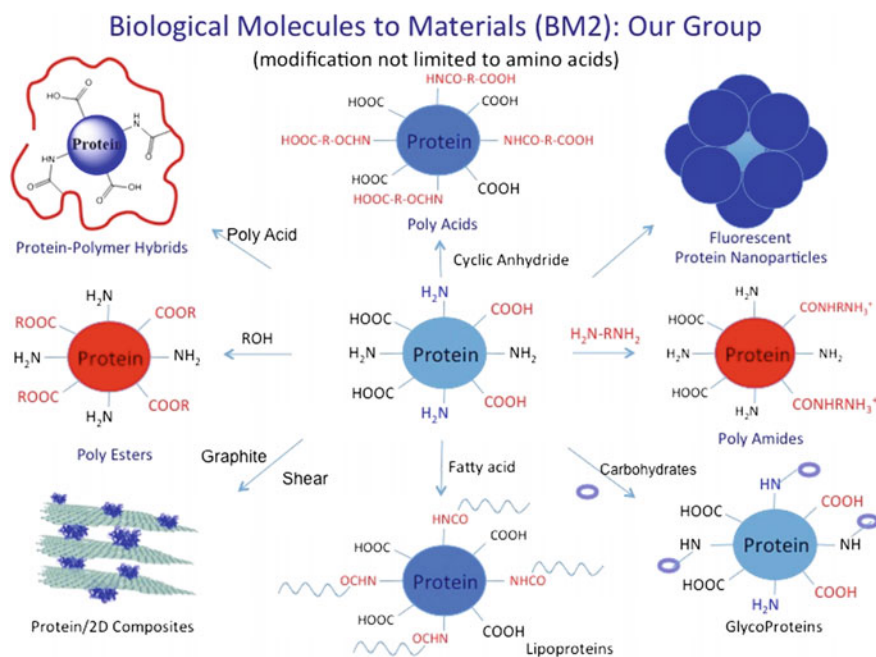 Biological Molecules to Materials (BM2): Our Group
(modification not limited to amino acids)
O
HO
Protein
H
N
O
HN
O
O
OH
Protein-Polymer Hybrids
HNCO-R-COOH
HOOC
COOH
HOOC-R-OCHN
Protein
NHCO-R-COOH
HOOC
COOH
HOOC-R-OCHN
Poly Acids
Fluorescent
Protein Nanoparticles
Poly Acid
Cyclic Anhydride
H2N
ROOC
COOR
H2N
Protein
NH2
ROOC
COOR
H2N
Poly Esters
ROH
H2N
HOOC
COOH
H2N
Protein
NH2
HOOC
COOH
H2N
H2N-RNH2
H2N
HOOC
CONHRNH3+
H2N
Protein
NH2
HOOC
CONHRNH3+
H2N
Poly Amides
Graphite
Shear
Fatty acid
Carbohydrates
Protein/2D Composites
HNCO
HOOC
COOH
OCHN
Protein
NHCO
HOOC
COOH
OCHN
Lipoproteins
HN
HOOC
COOH
HN
Protein
NH
HOOC
COOH
H2N
GlycoProteins